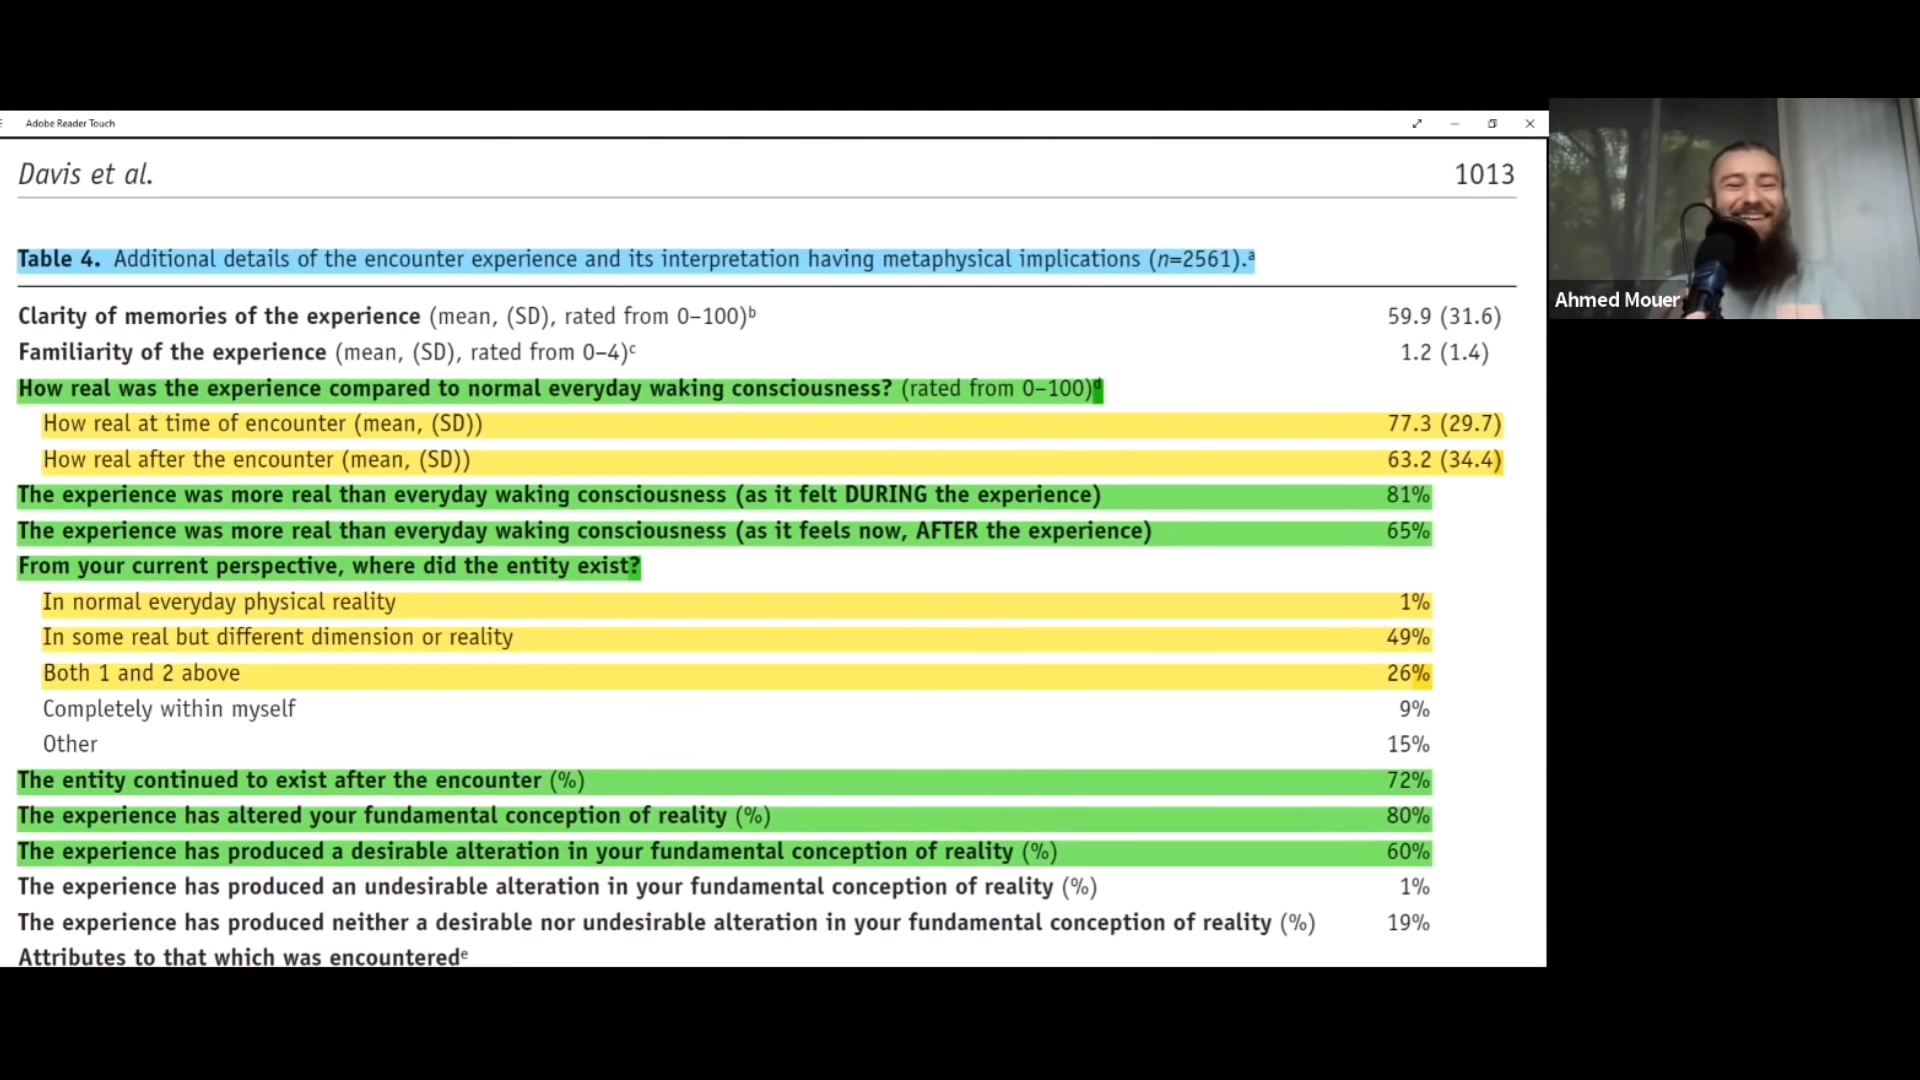 Adobe Reader Touch
Davis et al. 1013
Table 4. Additional details of the encounter experience and its interpretation having metaphysical implications (n=2561).ᵃ
Clarity of memories of the experience (mean, (SD), rated from 0–100)ᵇ 59.9 (31.6)
Familiarity of the experience (mean, (SD), rated from 0–4)ᶜ 1.2 (1.4)
How real was the experience compared to normal everyday waking consciousness? (rated from 0–100)ᵈ
How real at time of encounter (mean, (SD)) 77.3 (29.7)
How real after the encounter (mean, (SD)) 63.2 (34.4)
The experience was more real than everyday waking consciousness (as it felt DURING the experience) 81%
The experience was more real than everyday waking consciousness (as it feels now, AFTER the experience) 65%
From your current perspective, where did the entity exist?
In normal everyday physical reality 1%
In some real but different dimension or reality 49%
Both 1 and 2 above 26%
Completely within myself 9%
Other 15%
The entity continued to exist after the encounter (%) 72%
The experience has altered your fundamental conception of reality (%) 80%
The experience has produced a desirable alteration in your fundamental conception of reality (%) 60%
The experience has produced an undesirable alteration in your fundamental conception of reality (%) 1%
The experience has produced neither a desirable nor undesirable alteration in your fundamental conception of reality (%) 19%
Attributes to that which was encounteredᵉ
Ahmed Mouer